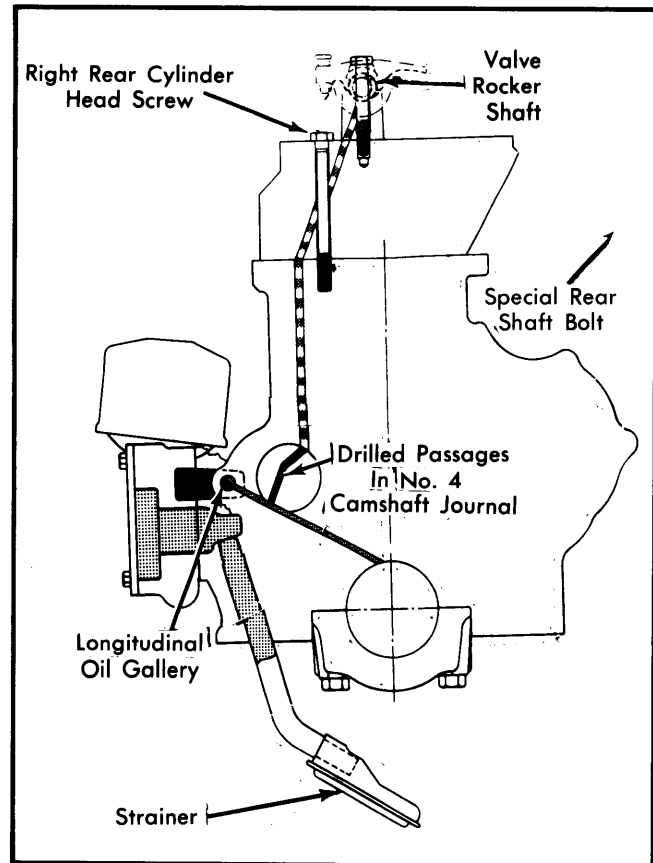 Right Rear Cylinder
Head Screw
Valve
Rocker
Shaft
Special Rear
Shaft Bolt
Drilled Passages
In No. 4
Camshaft Journal
Longitudinal
Oil Gallery
Strainer